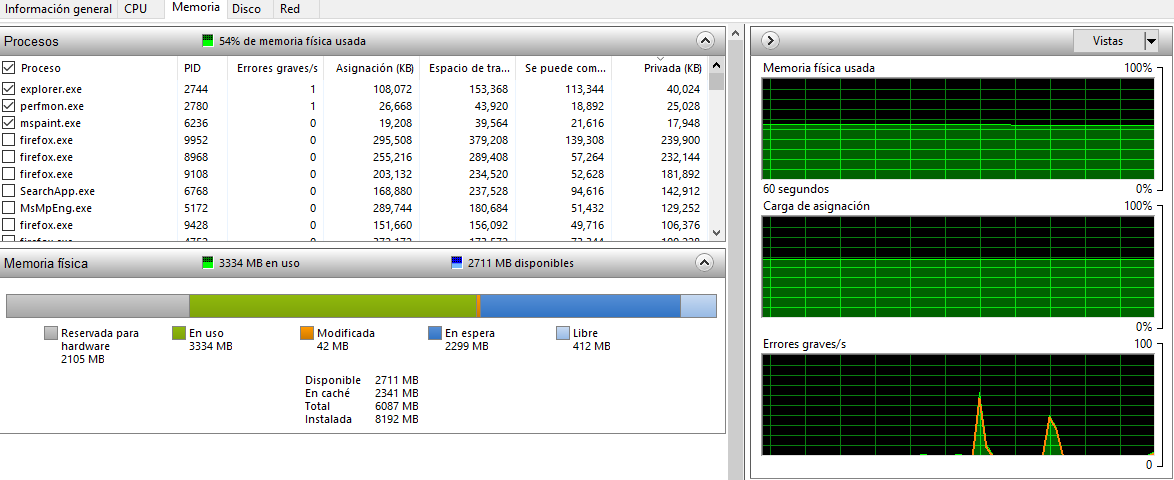 Información general CPU Memoria Disco Red
Procesos 54% de memoria física usada
Proceso PID Errores graves/s Asignación (KB) Espacio de tra... Se puede com... Privada (KB)
explorer.exe 2744 1 108,072 153,368 113,344 40,024
perfmon.exe 2780 1 26,668 43,920 18,892 25,028
mspaint.exe 6236 0 19,208 39,564 21,616 17,948
firefox.exe 9952 0 295,508 379,208 139,308 239,900
firefox.exe 8968 0 255,216 289,408 57,264 232,144
firefox.exe 9108 0 203,132 234,520 52,628 181,892
SearchApp.exe 6768 0 168,880 237,528 94,616 142,912
MsMpEng.exe 5172 0 289,744 180,684 51,432 129,252
firefox.exe 9428 0 151,660 156,092 49,716 106,376
firefox.exe
Memoria física 3334 MB en uso 2711 MB disponibles
Reservada para
hardware
2105 MB
En uso
3334 MB
Modificada
42 MB
En espera
2299 MB
Libre
412 MB
Disponible 2711 MB
En caché 2341 MB
Total 6087 MB
Instalada 8192 MB
Vistas
Memoria física usada 100%
60 segundos 0%
Carga de asignación 100%
0%
Errores graves/s 100
0